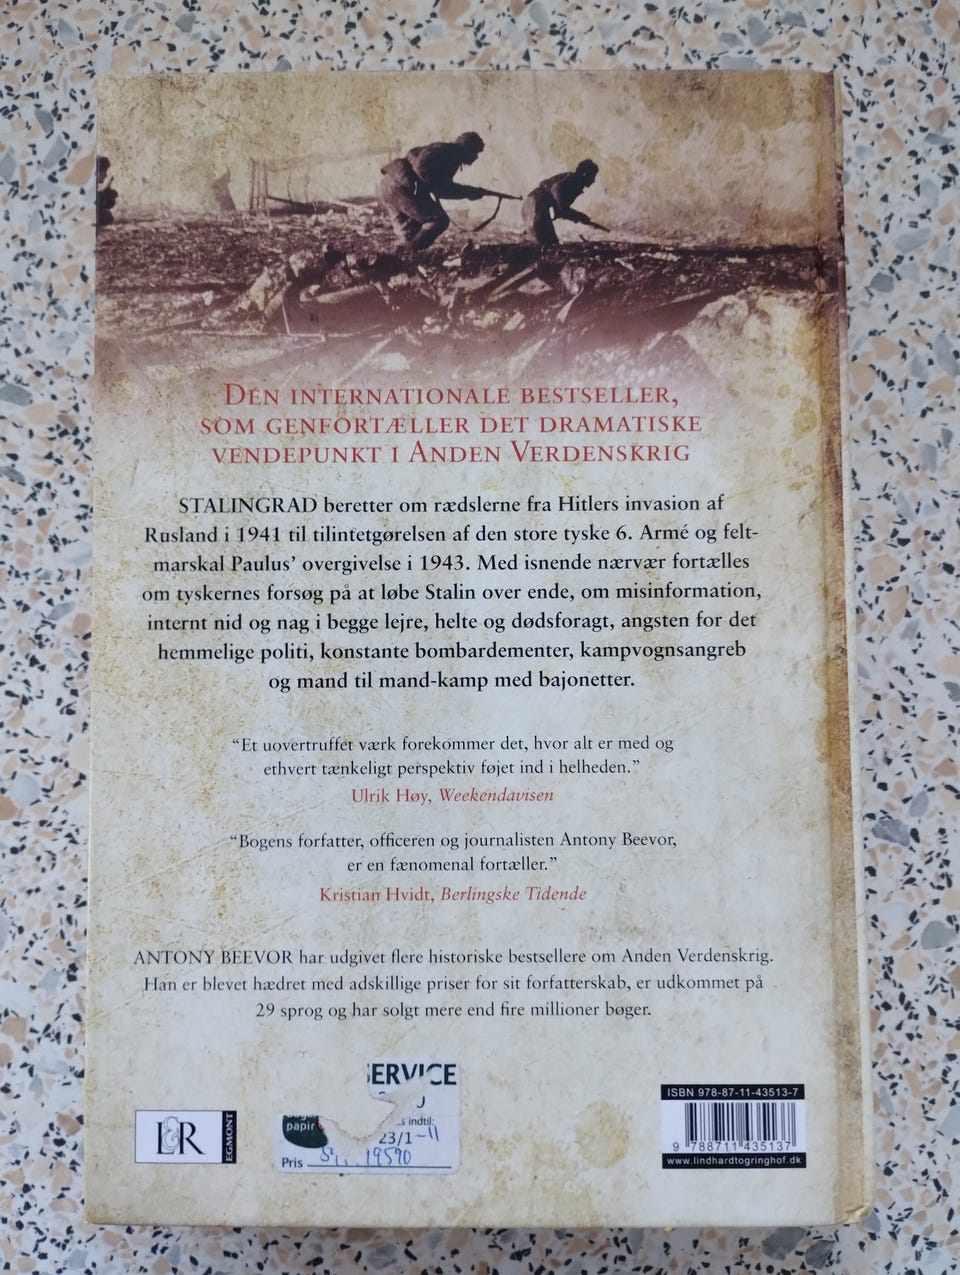 DEN INTERNATIONALE BESTSELLER,
SOM GENFORTÆLLER DET DRAMATISKE
VENDEPUNKT I ANDEN VERDENSKRIG
STALINGRAD beretter om rædslerne fra Hitlers invasion af
Rusland i 1941 til tilintetgørelsen af den store tyske 6. Armé og felt-
marskal Paulus’ overgivelse i 1943. Med isnende nærvær fortælles
om tyskernes forsøg på at løbe Stalin over ende, om misinformation,
internt nid og nag i begge lejre, helte og dødsforagt, angsten for det
hemmelige politi, konstante bombardementer, kampvognsangreb
og mand til mand-kamp med bajonetter.
“Et uovertruffet værk forekommer det, hvor alt er med og
ethvert tænkeligt perspektiv føjet ind i helheden.”
Ulrik Høy, Weekendavisen
“Bogens forfatter, officeren og journalisten Antony Beevor,
er en fænomenal fortæller.”
Kristian Hvidt, Berlingske Tidende
ANTONY BEEVOR har udgivet flere historiske bestsellere om Anden Verdenskrig.
Han er blevet hædret med adskillige priser for sit forfatterskab, er udkommet på
29 sprog og har solgt mere end fire millioner bøger.
L&R
EGMONT
ERVICE
papir
s indtil:
23/1-11
Pris 19590
ISBN 978-87-11-43513-7
9 788711 435137
www.lindhardtogringhof.dk